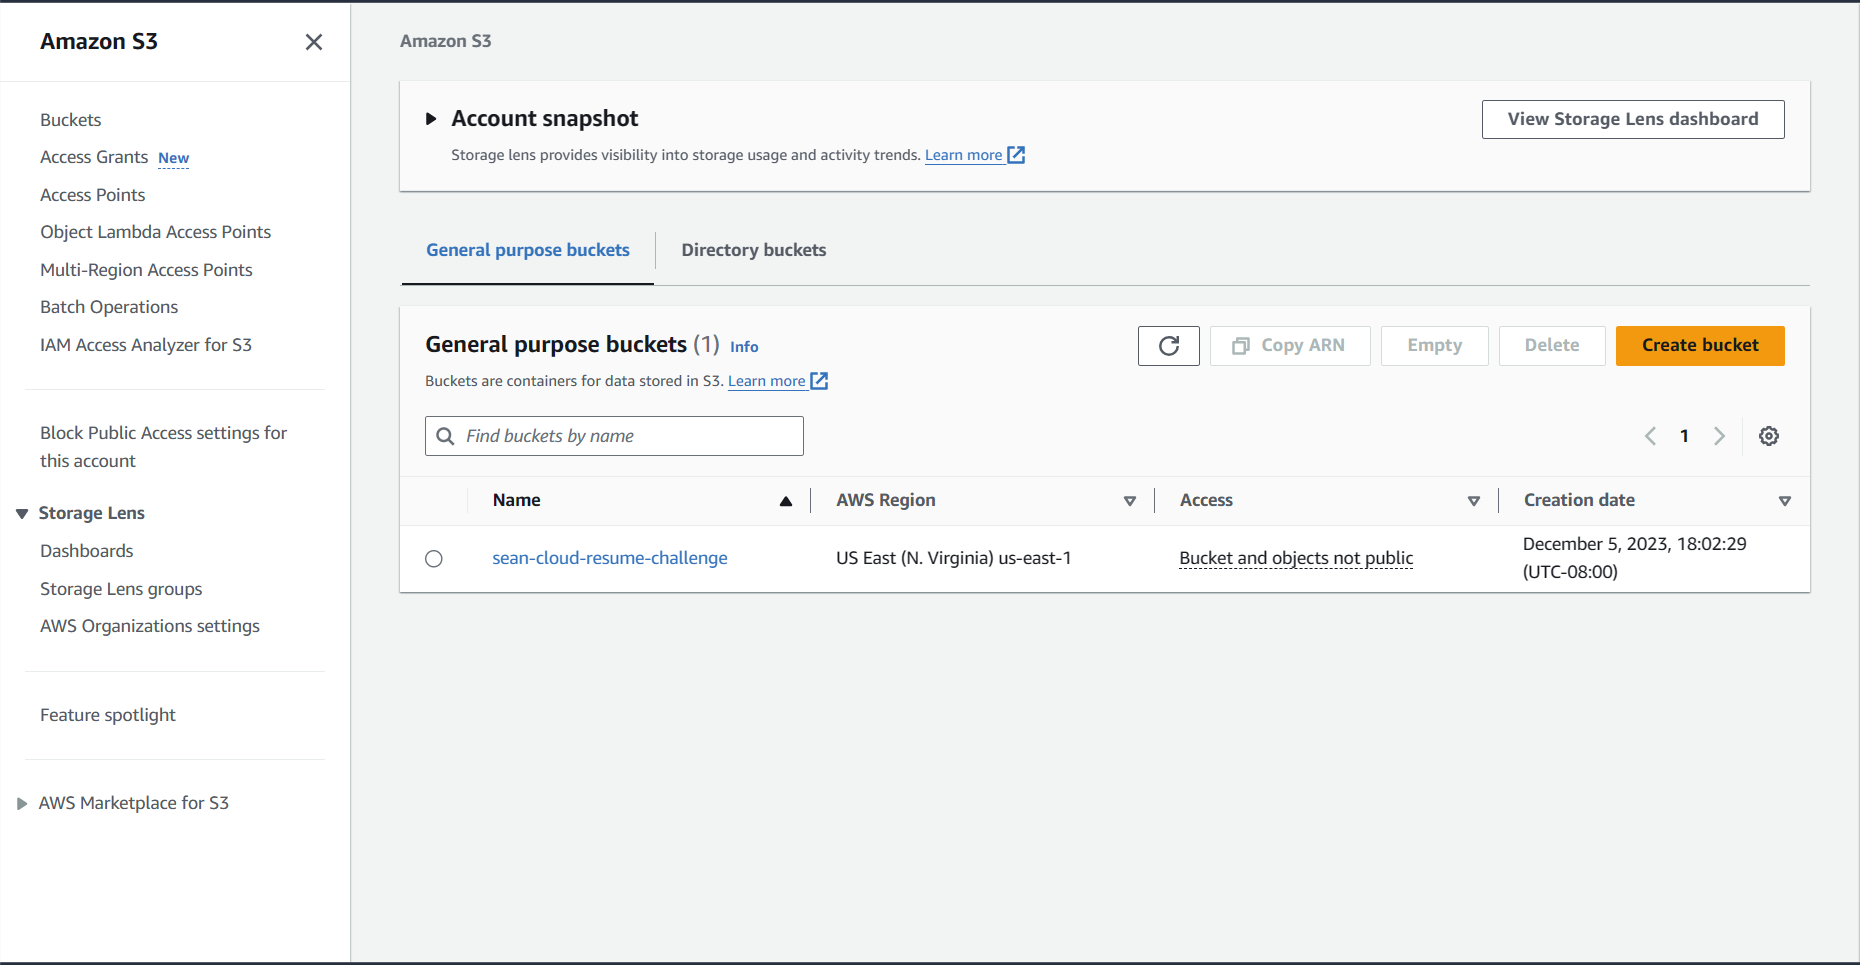 Amazon S3
Buckets
Access Grants New
Access Points
Object Lambda Access Points
Multi-Region Access Points
Batch Operations
IAM Access Analyzer for S3
Block Public Access settings for
this account
Storage Lens
Dashboards
Storage Lens groups
AWS Organizations settings
Feature spotlight
AWS Marketplace for S3
Amazon S3
Account snapshot
View Storage Lens dashboard
Storage lens provides visibility into storage usage and activity trends. Learn more
General purpose buckets
Directory buckets
General purpose buckets (1) Info
Copy ARN
Empty
Delete
Create bucket
Buckets are containers for data stored in S3. Learn more
Find buckets by name
1
Name
AWS Region
Access
Creation date
sean-cloud-resume-challenge
US East (N. Virginia) us-east-1
Bucket and objects not public
December 5, 2023, 18:02:29
(UTC-08:00)